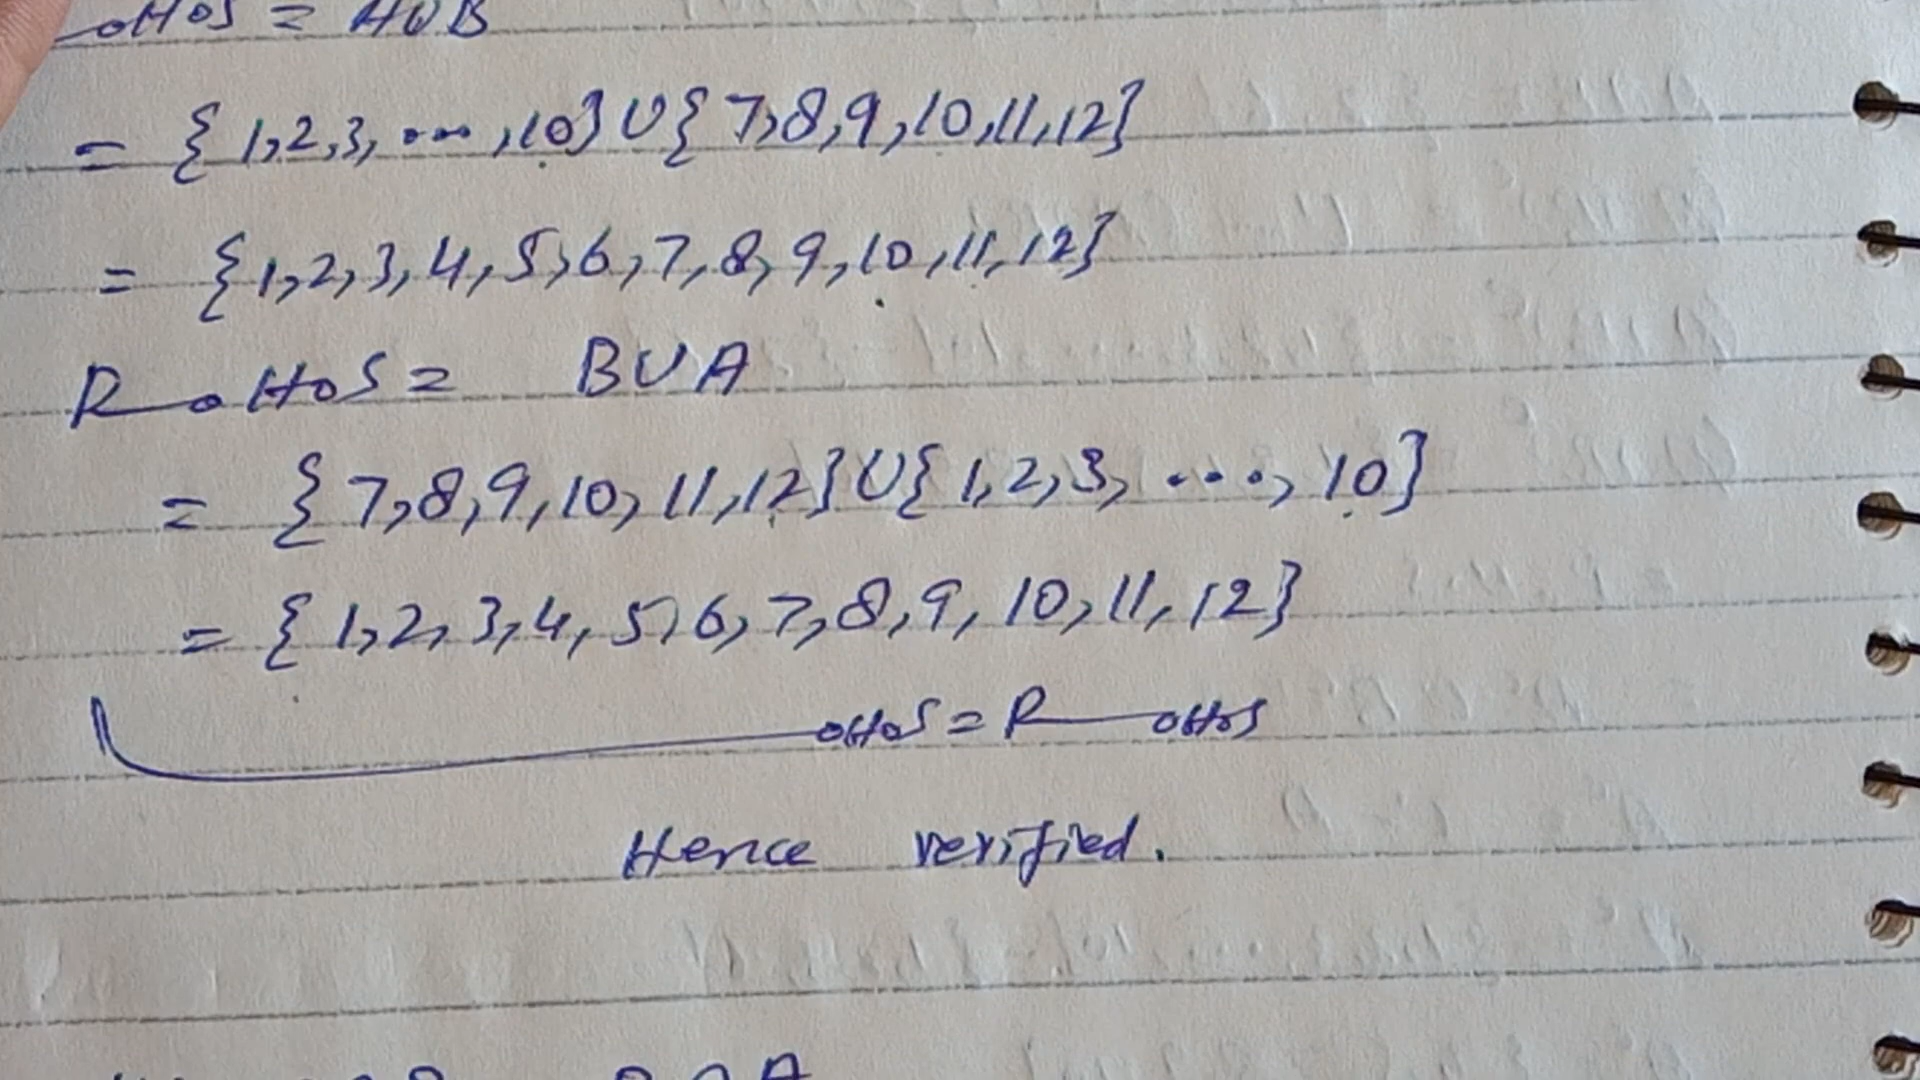 L.H.S = A∪B
= {1,2,3, ..., 10} ∪ {7,8,9,10,11,12}
= {1,2,3,4,5,6,7,8,9,10,11,12}
R.H.S = B∪A
= {7,8,9,10,11,12} ∪ {1,2,3, ..., 10}
= {1,2,3,4,5,6,7,8,9,10,11,12}
L.H.S = R.H.S
Hence verified.